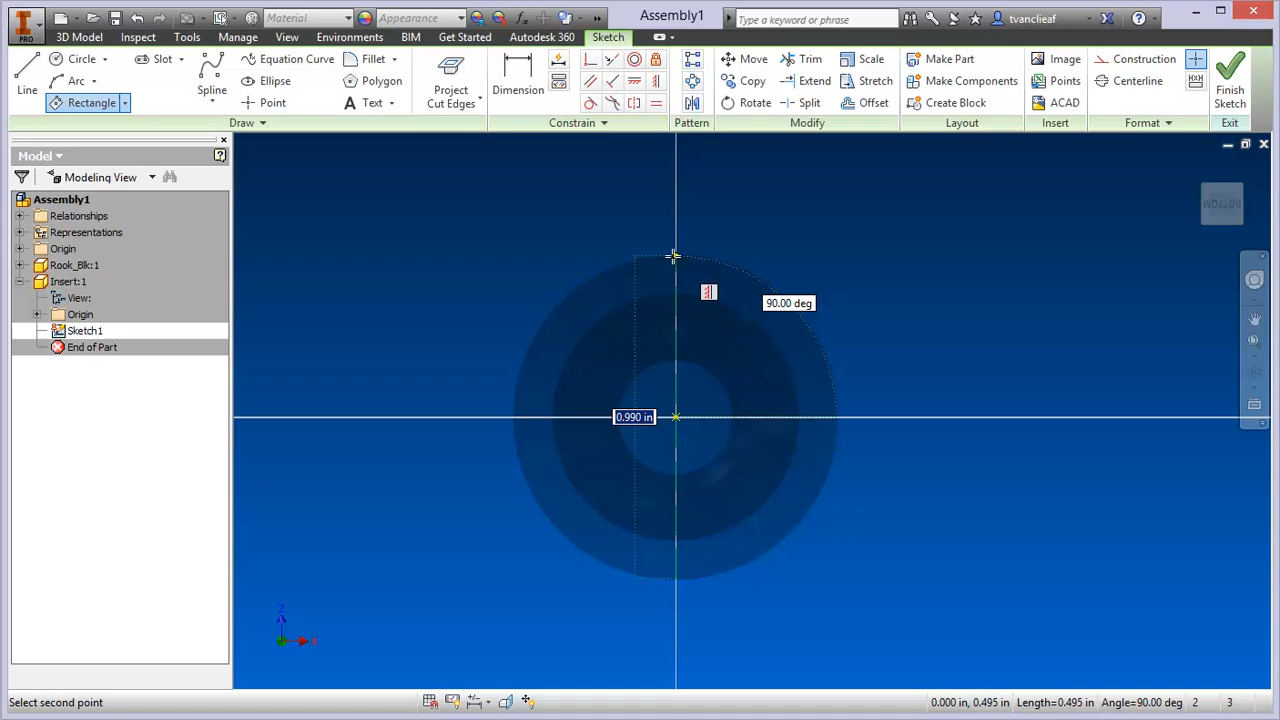 Material
Appearance
Assembly1
Type a keyword or phrase
tvanclieaf
PRO
3D Model
Inspect
Tools
Manage
View
Environments
BIM
Get Started
Autodesk 360
Sketch
Line
Circle
Arc
Rectangle
Slot
Spline
Equation Curve
Ellipse
Point
Fillet
Polygon
Text
Project
Cut Edges
Dimension
Move
Copy
Rotate
Trim
Extend
Split
Scale
Stretch
Offset
Make Part
Make Components
Create Block
Image
Points
ACAD
Construction
Centerline
Finish
Sketch
Draw
Constrain
Pattern
Modify
Layout
Insert
Format
Exit
Model
Modeling View
Assembly1
Relationships
Representations
Origin
Rook_Blk:1
Insert:1
View:
Origin
Sketch1
End of Part
BOTTOM
90.00 deg
0.990 in
Z
X
Select second point
0.000 in, 0.495 in
Length=0.495 in
Angle=90.00 deg
2
3